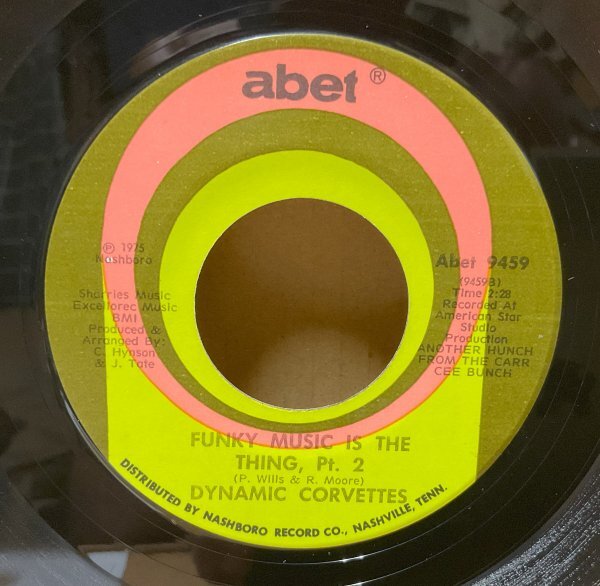 abet®
℗ 1975
Nashboro
Sharries Music
Excellorec Music
BMI
Produced &
Arranged By:
C. Hynson
& J. Tate
Abet 9459
(9459B)
Time 2:28
Recorded At
American Star
Studio
Production
ANOTHER HUNCH
FROM THE CARR
CEE BUNCH
FUNKY MUSIC IS THE
THING, Pt. 2
(P. Wills & R. Moore)
DYNAMIC CORVETTES
DISTRIBUTED BY NASHBORO RECORD CO., NASHVILLE, TENN.